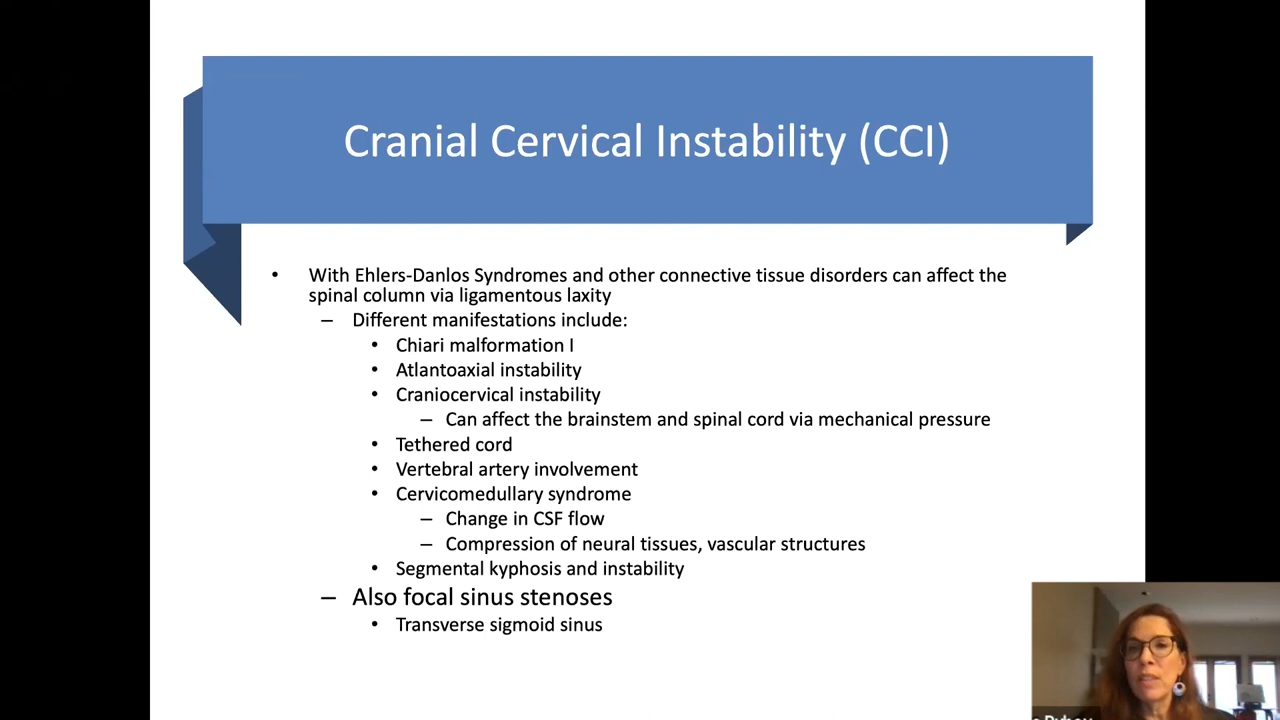 Cranial Cervical Instability (CCI)
• With Ehlers-Danlos Syndromes and other connective tissue disorders can affect the
spinal column via ligamentous laxity
– Different manifestations include:
• Chiari malformation I
• Atlantoaxial instability
• Craniocervical instability
– Can affect the brainstem and spinal cord via mechanical pressure
• Tethered cord
• Vertebral artery involvement
• Cervicomedullary syndrome
– Change in CSF flow
– Compression of neural tissues, vascular structures
• Segmental kyphosis and instability
– Also focal sinus stenoses
• Transverse sigmoid sinus